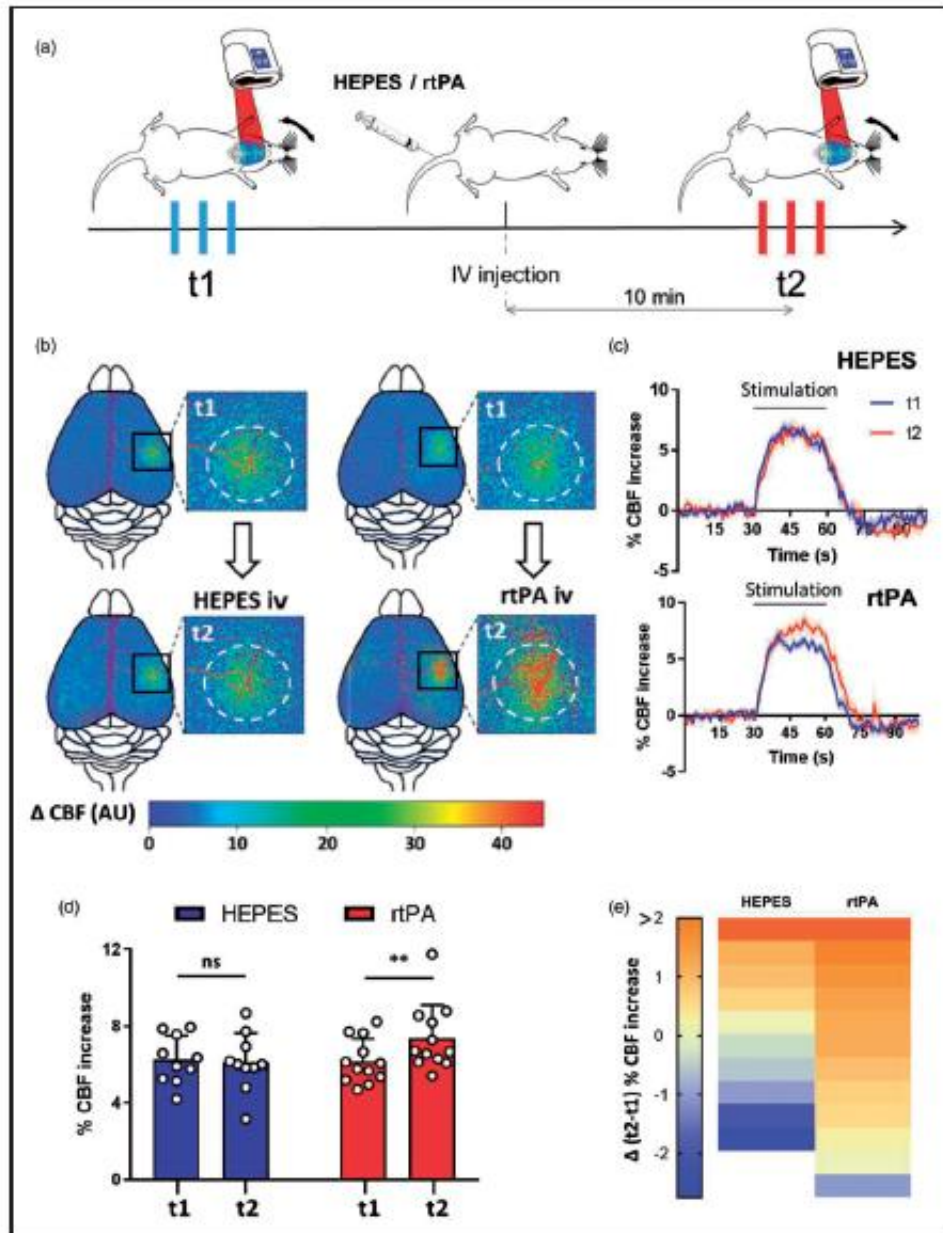 (a)
HEPES / rtPA
t1
IV injection
10 min
t2
(b)
t1
t1
HEPES iv
rtPA iv
t2
t2
Δ CBF (AU)
0 10 20 30 40
(c)
HEPES
Stimulation
t1
t2
% CBF increase
10
5
0
-5
15 30 45 60 75 90
Time (s)
rtPA
Stimulation
% CBF increase
10
5
0
-5
15 30 45 60 75 90
Time (s)
(d)
HEPES rtPA
% CBF increase
12
8
4
0
ns
**
t1 t2 t1 t2
(e)
HEPES rtPA
Δ (t2-t1) % CBF increase
>2
1
0
-1
-2